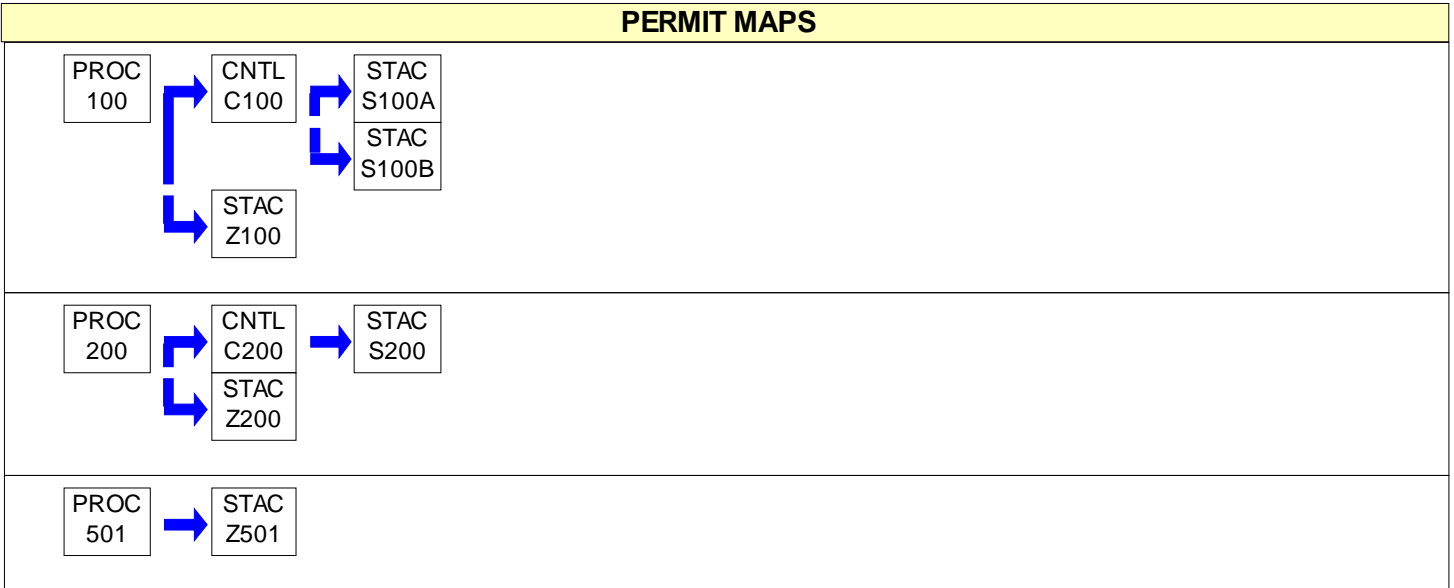 PERMIT MAPS
PROC
100
CNTL
C100
STAC
S100A
STAC
S100B
STAC
Z100
PROC
200
CNTL
C200
STAC
S200
STAC
Z200
PROC
501
STAC
Z501